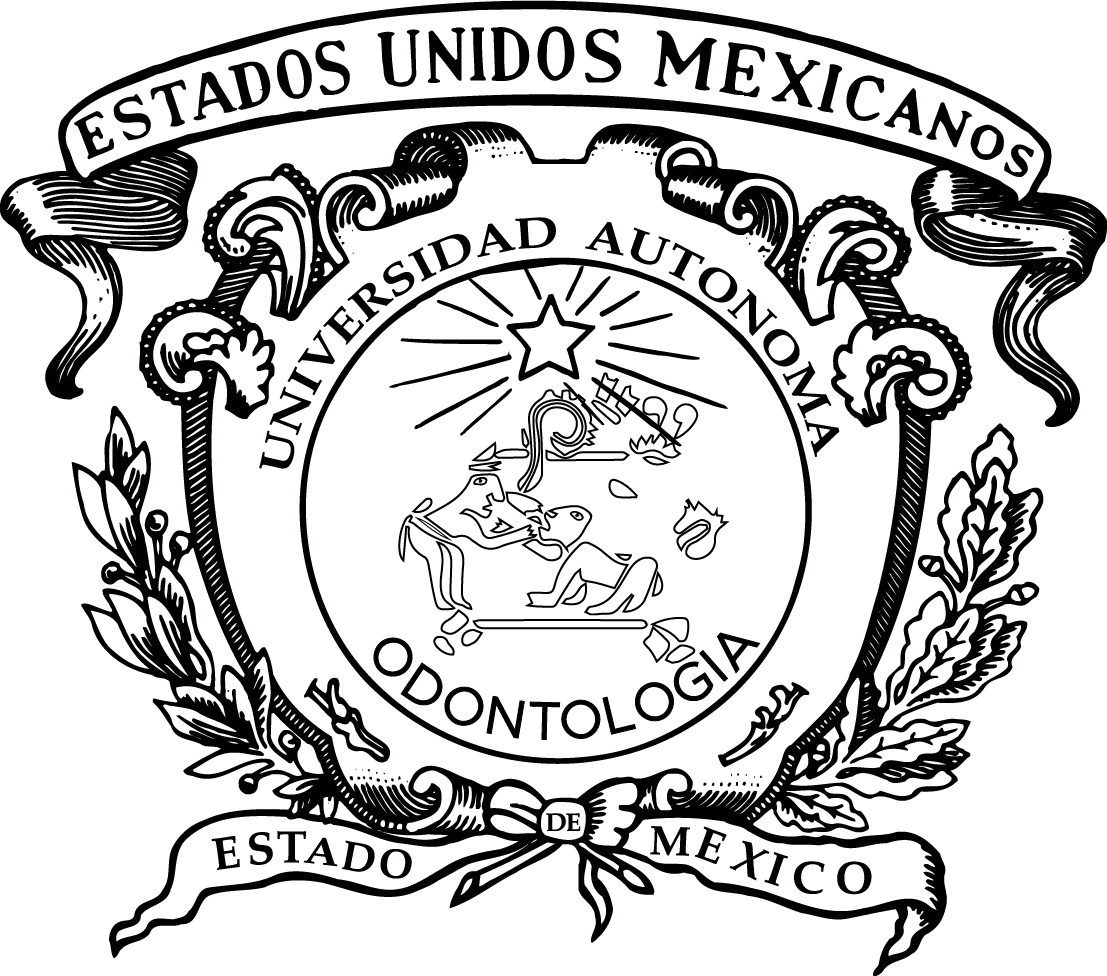 ESTADOS UNIDOS MEXICANOS
UNIVERSIDAD AUTONOMA
ODONTOLOGIA
ESTADO DE MEXICO